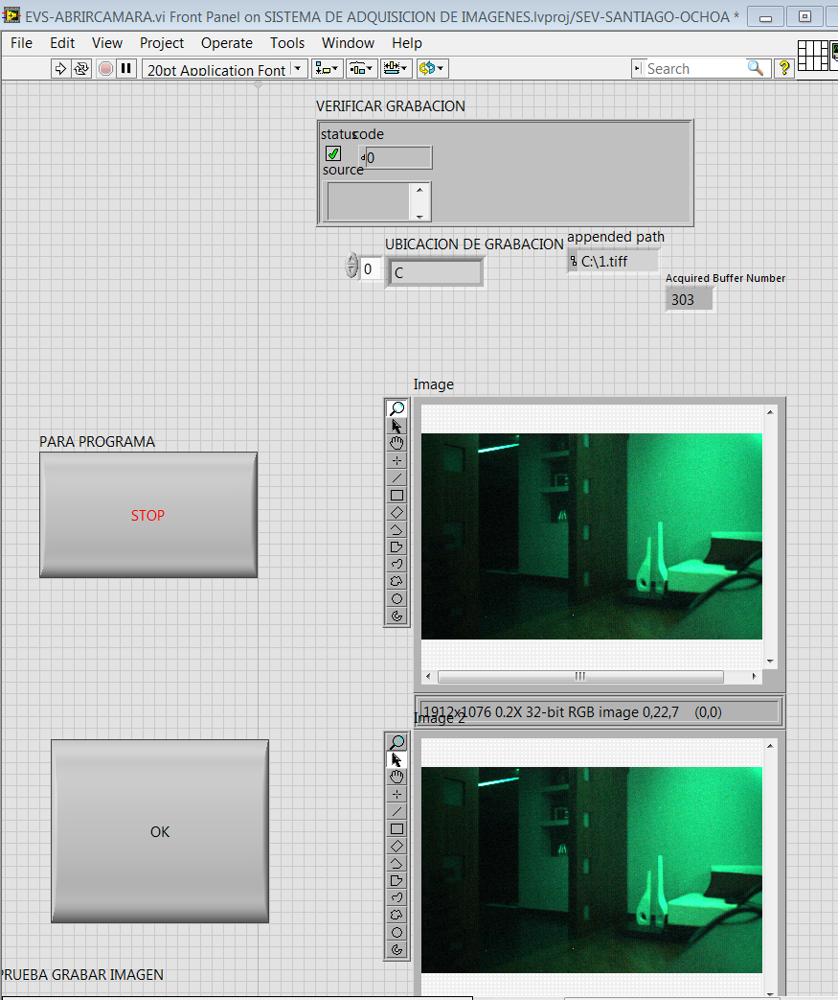 EVS-ABRIRCAMARA.vi Front Panel on SISTEMA DE ADQUISICION DE IMAGENES.lvproj/SEV-SANTIAGO-OCHOA *
File Edit View Project Operate Tools Window Help
20pt Application Font
Search
VERIFICAR GRABACION
status code
0
source
UBICACION DE GRABACION
appended path
0
C
C:\1.tiff
Acquired Buffer Number
303
Image
PARA PROGRAMA
STOP
1912x1076 0.2X 32-bit RGB image 0,22,7 (0,0)
Image 2
OK
PRUEBA GRABAR IMAGEN